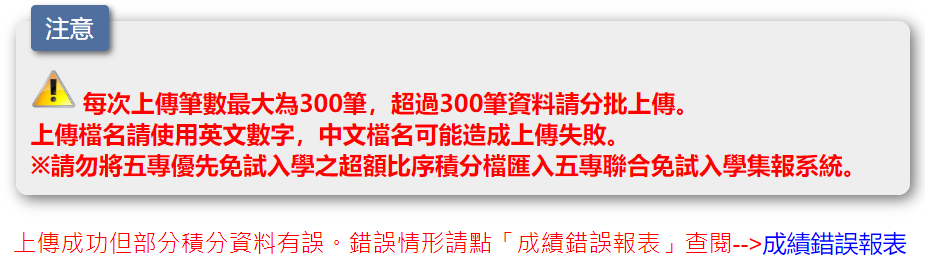 注意
每次上傳筆數最大為300筆，超過300筆資料請分批上傳。
上傳檔名請使用英文數字，中文檔名可能造成上傳失敗。
※請勿將五專優先免試入學之超額比序積分檔匯入五專聯合免試入學集報系統。
上傳成功但部分積分資料有誤。錯誤情形請點「成績錯誤報表」查閱-->成績錯誤報表